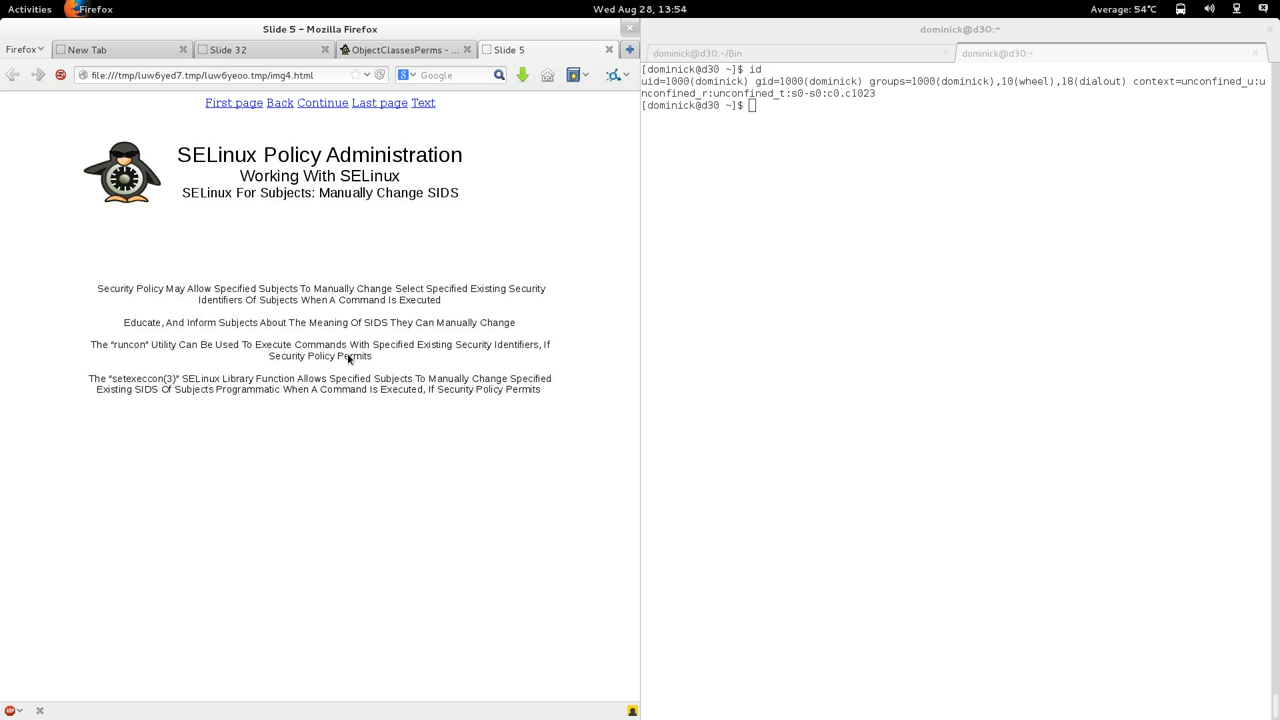 Activities Firefox Wed Aug 28, 13:54 Average: 54°C
Slide 5 - Mozilla Firefox
Firefox New Tab Slide 32 ObjectClassesPerms - ... Slide 5
file:///tmp/luw6yed7.tmp/luw6yeoo.tmp/img4.html Google
First page Back Continue Last page Text
SELinux Policy Administration
Working With SELinux
SELinux For Subjects: Manually Change SIDS
Security Policy May Allow Specified Subjects To Manually Change Select Specified Existing Security
Identifiers Of Subjects When A Command Is Executed
Educate, And Inform Subjects About The Meaning Of SIDS They Can Manually Change
The “runcon” Utility Can Be Used To Execute Commands With Specified Existing Security Identifiers, If
Security Policy Permits
The “setexeccon(3)” SELinux Library Function Allows Specified Subjects To Manually Change Specified
Existing SIDS Of Subjects Programmatic When A Command Is Executed, If Security Policy Permits
ABP
dominick@d30:~
dominick@d30:~/Bin dominick@d30:~
[dominick@d30 ~]$ id
uid=1000(dominick) gid=1000(dominick) groups=1000(dominick),10(wheel),18(dialout) context=unconfined_u:u
nconfined_r:unconfined_t:s0-s0:c0.c1023
[dominick@d30 ~]$